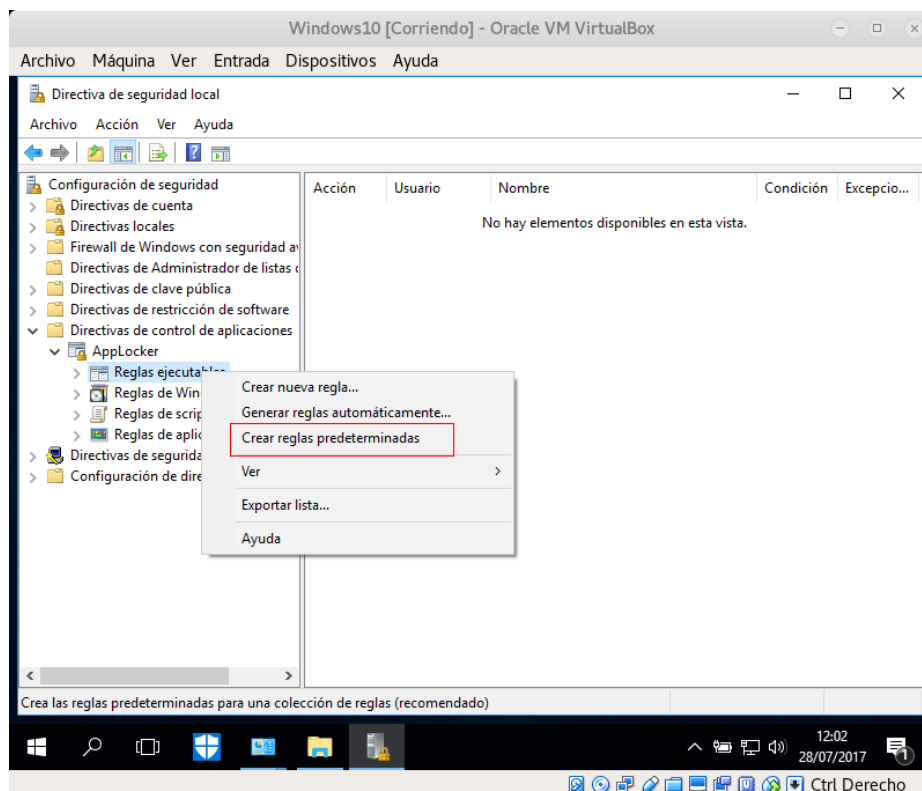 Windows10 [Corriendo] - Oracle VM VirtualBox
Archivo Máquina Ver Entrada Dispositivos Ayuda
Directiva de seguridad local
Archivo Acción Ver Ayuda
Configuración de seguridad
Directivas de cuenta
Directivas locales
Firewall de Windows con seguridad av
Directivas de Administrador de listas
Directivas de clave pública
Directivas de restricción de software
Directivas de control de aplicaciones
AppLocker
Reglas ejecutables
Reglas de Win
Reglas de scrip
Reglas de aplic
Directivas de segurida
Configuración de dire
Acción Usuario Nombre Condición Excepcio...
No hay elementos disponibles en esta vista.
Crear nueva regla...
Generar reglas automáticamente...
Crear reglas predeterminadas
Ver
Exportar lista...
Ayuda
Crea las reglas predeterminadas para una colección de reglas (recomendado)
12:02
28/07/2017
1
Ctrl Derecho